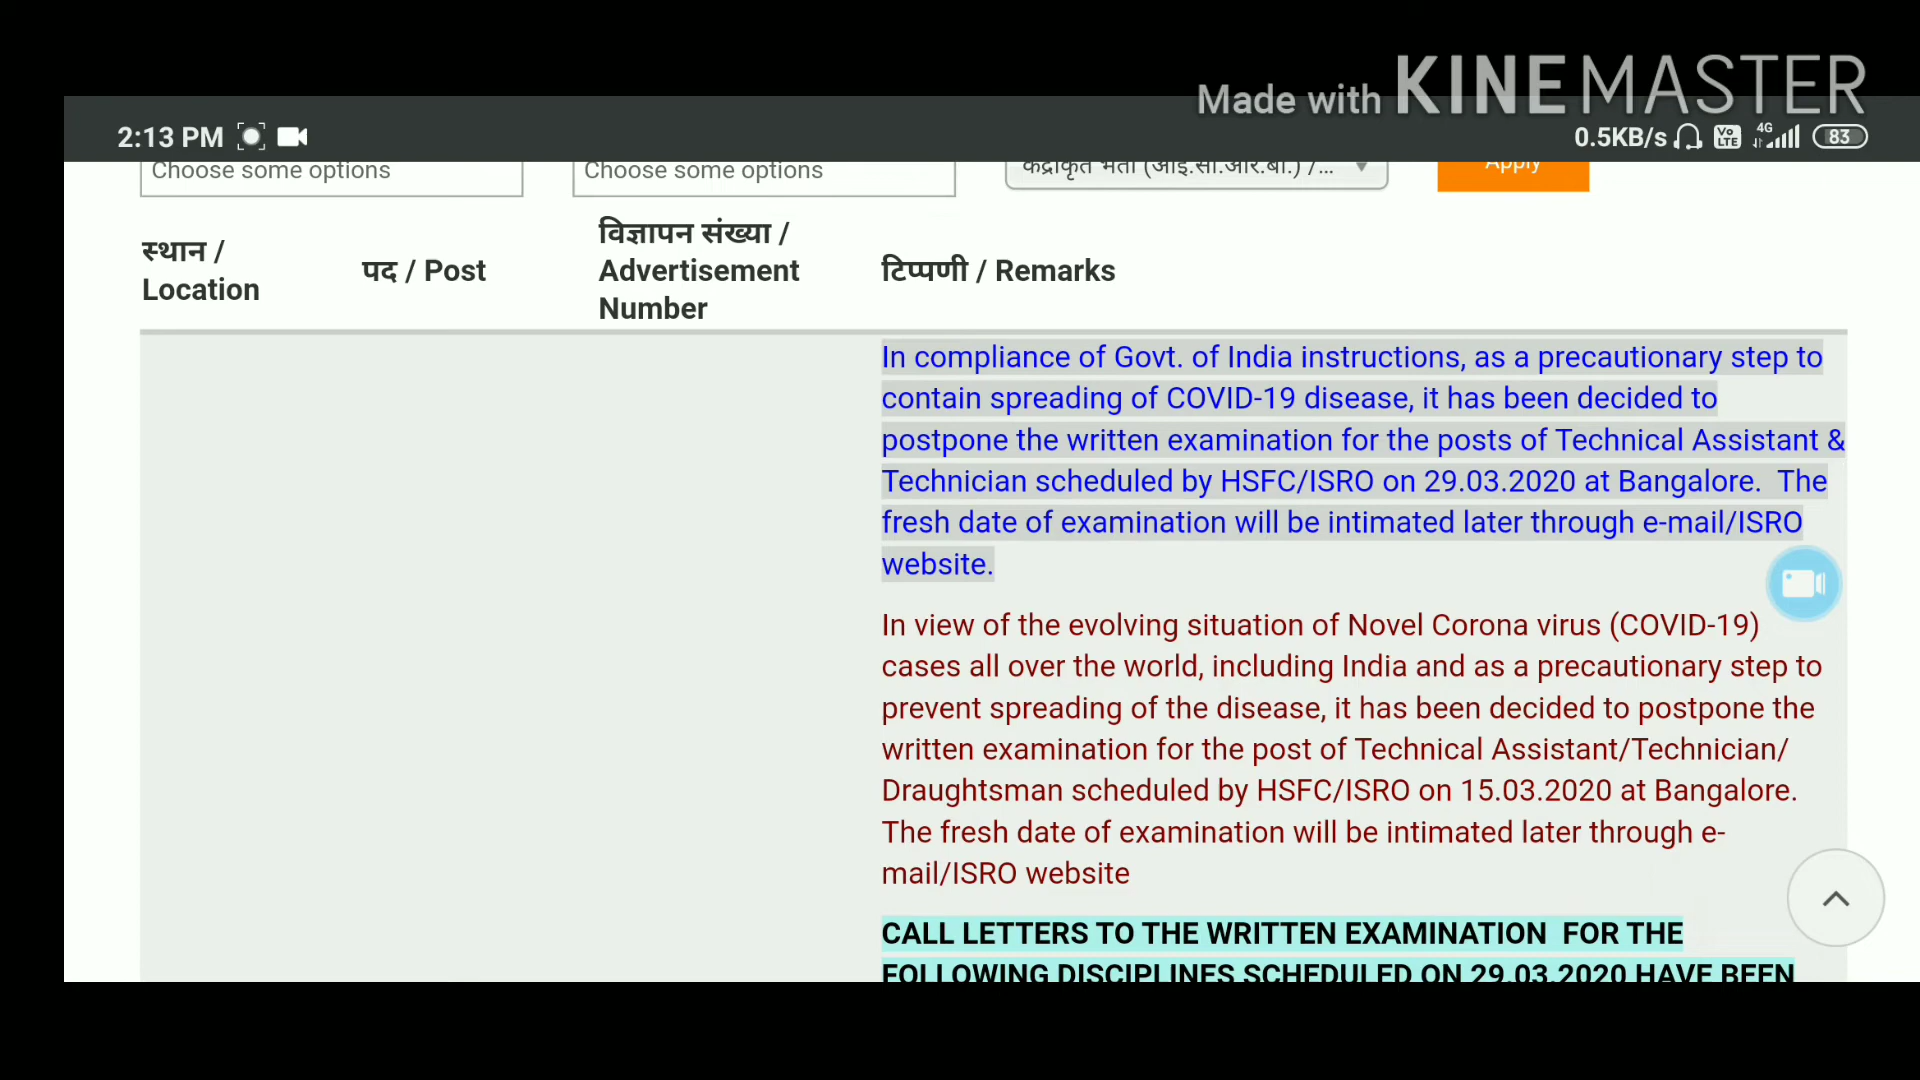 Made with KINEMASTER
2:13 PM
0.5KB/s VoLTE 4G 83
Choose some options
Choose some options
केंद्रीकृत भर्ती (आई.सी.आर.बी.) /...
Apply
स्थान /
Location
पद / Post
विज्ञापन संख्या /
Advertisement
Number
टिप्पणी / Remarks
In compliance of Govt. of India instructions, as a precautionary step to
contain spreading of COVID-19 disease, it has been decided to
postpone the written examination for the posts of Technical Assistant &
Technician scheduled by HSFC/ISRO on 29.03.2020 at Bangalore.  The
fresh date of examination will be intimated later through e-mail/ISRO
website.
In view of the evolving situation of Novel Corona virus (COVID-19)
cases all over the world, including India and as a precautionary step to
prevent spreading of the disease, it has been decided to postpone the
written examination for the post of Technical Assistant/Technician/
Draughtsman scheduled by HSFC/ISRO on 15.03.2020 at Bangalore.
The fresh date of examination will be intimated later through e-
mail/ISRO website
CALL LETTERS TO THE WRITTEN EXAMINATION  FOR THE
FOLLOWING DISCIPLINES SCHEDULED ON 29.03.2020 HAVE BEEN